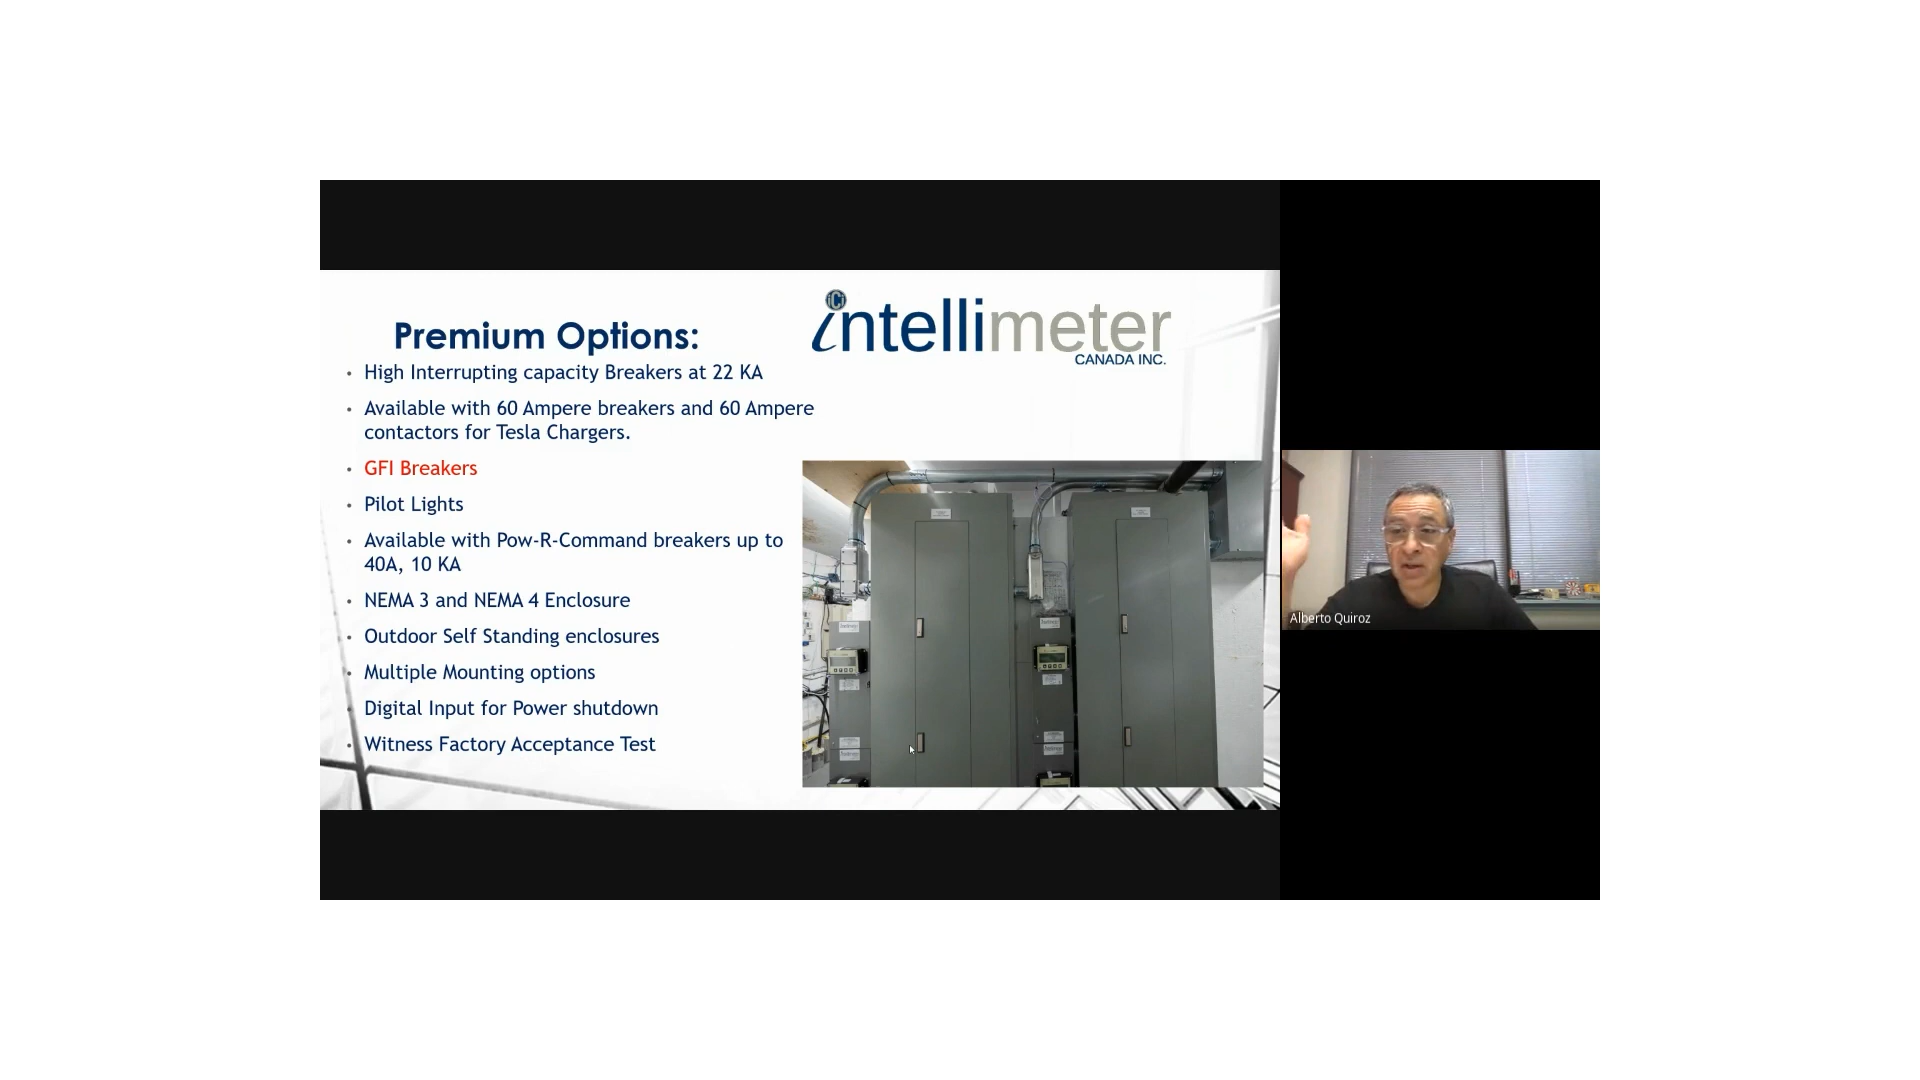 iCi
intellimeter
CANADA INC.
Premium Options:
• High Interrupting capacity Breakers at 22 KA
• Available with 60 Ampere breakers and 60 Ampere
contactors for Tesla Chargers.
• GFI Breakers
• Pilot Lights
• Available with Pow-R-Command breakers up to
40A, 10 KA
• NEMA 3 and NEMA 4 Enclosure
• Outdoor Self Standing enclosures
• Multiple Mounting options
• Digital Input for Power shutdown
• Witness Factory Acceptance Test
Alberto Quiroz